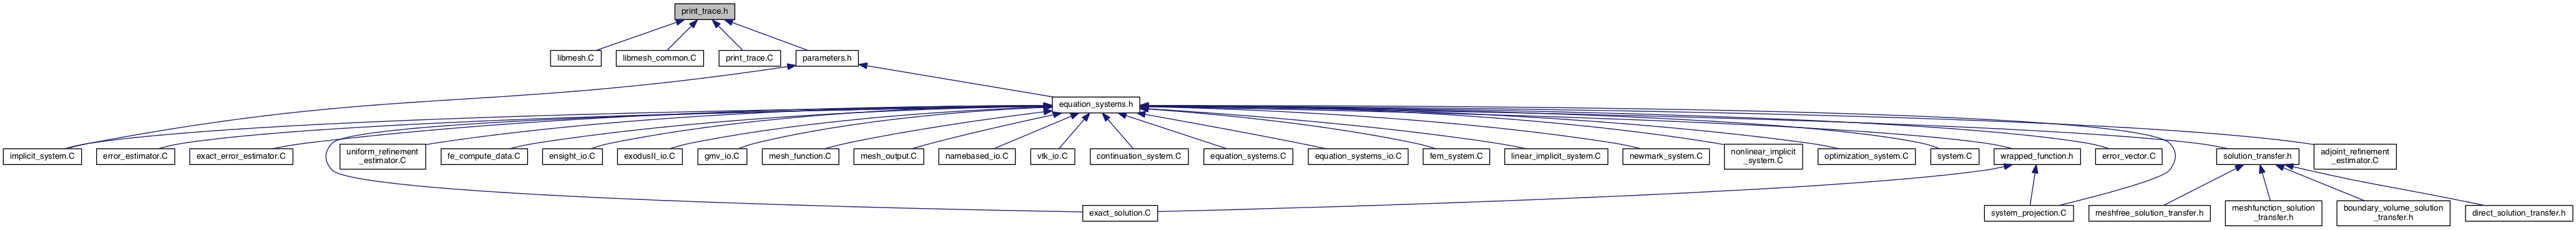 print_trace.h
libmesh.C
libmesh_common.C
print_trace.C
parameters.h
equation_systems.h
implicit_system.C
error_estimator.C
exact_error_estimator.C
uniform_refinement
_estimator.C
fe_compute_data.C
ensight_io.C
exodusII_io.C
gmv_io.C
mesh_function.C
mesh_output.C
namebased_io.C
vtk_io.C
continuation_system.C
equation_systems.C
equation_systems_io.C
fem_system.C
linear_implicit_system.C
newmark_system.C
nonlinear_implicit
_system.C
optimization_system.C
system.C
wrapped_function.h
error_vector.C
solution_transfer.h
adjoint_refinement
_estimator.C
exact_solution.C
system_projection.C
meshfree_solution_transfer.h
meshfunction_solution
_transfer.h
boundary_volume_solution
_transfer.h
direct_solution_transfer.h